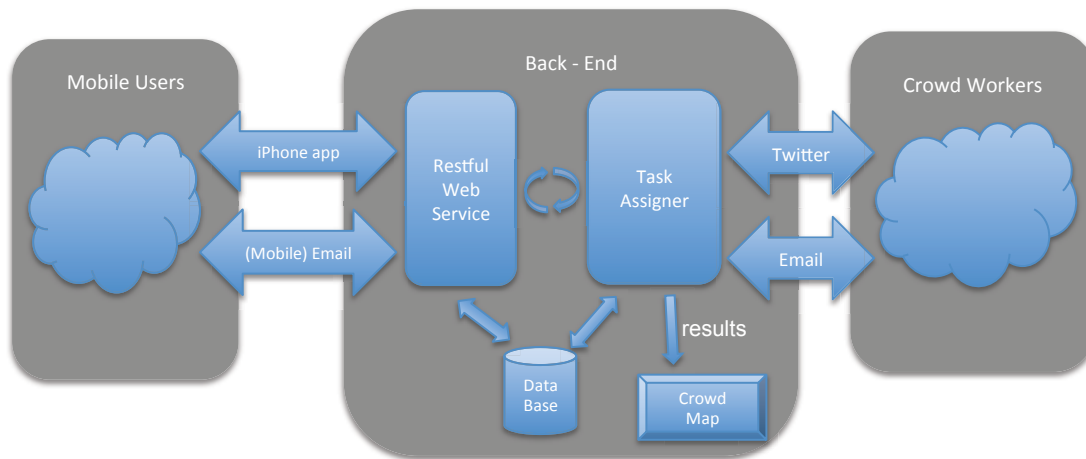 Mobile Users
iPhone app
(Mobile) Email
Back - End
Restful
Web
Service
Task
Assigner
results
Data
Base
Crowd
Map
Twitter
Email
Crowd Workers